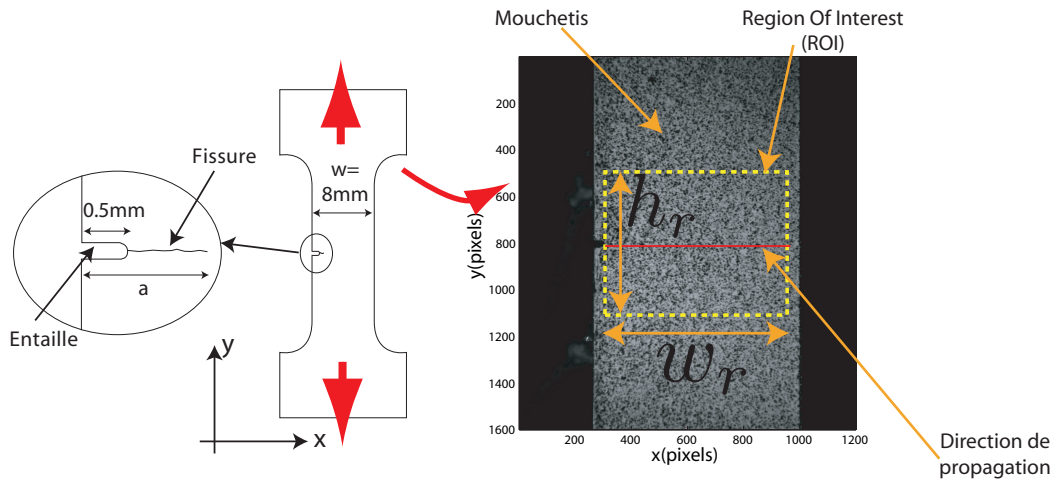 Mouchetis
Region Of Interest
(ROI)
Fissure
w=
8mm
0.5mm
a
Entaille
y
x
200
400
600
800
1000
1200
1400
1600
y(pixels)
h_r
w_r
200
400
600
800
1000
1200
x(pixels)
Direction de
propagation